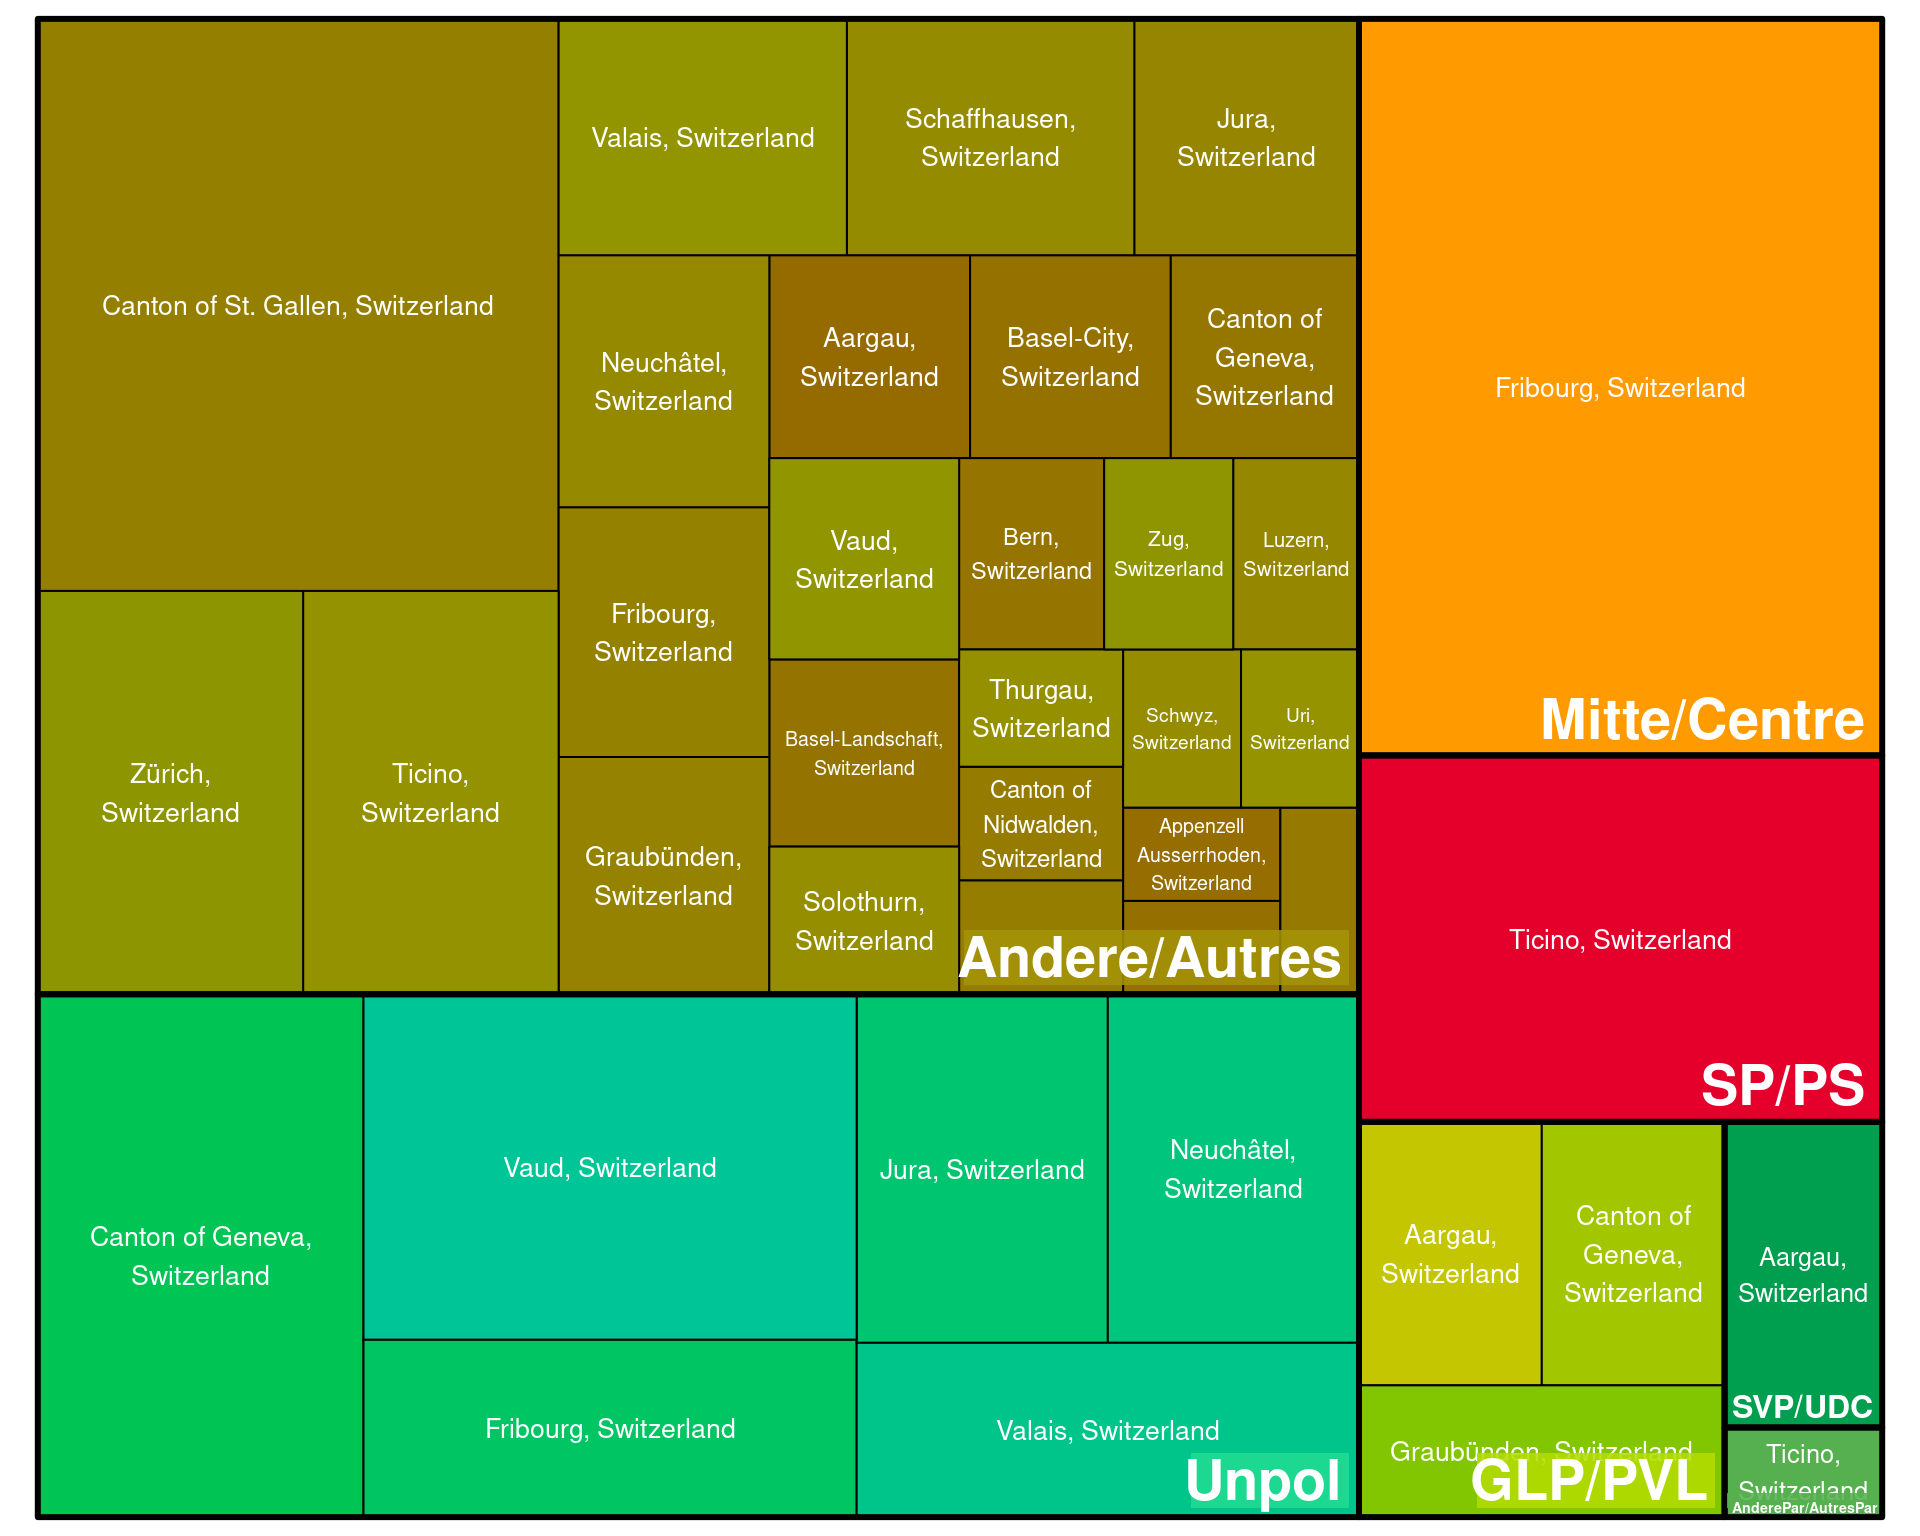 Canton of St. Gallen, Switzerland
Valais, Switzerland
Schaffhausen,
Switzerland
Jura,
Switzerland
Neuchâtel,
Switzerland
Aargau,
Switzerland
Basel-City,
Switzerland
Canton of
Geneva,
Switzerland
Fribourg,
Switzerland
Vaud,
Switzerland
Bern,
Switzerland
Zug,
Switzerland
Luzern,
Switzerland
Zürich,
Switzerland
Ticino,
Switzerland
Graubünden,
Switzerland
Basel-Landschaft,
Switzerland
Solothurn,
Switzerland
Thurgau,
Switzerland
Schwyz,
Switzerland
Uri,
Switzerland
Canton of
Nidwalden,
Switzerland
Appenzell
Ausserrhoden,
Switzerland
Andere/Autres
Canton of Geneva,
Switzerland
Vaud, Switzerland
Jura, Switzerland
Neuchâtel,
Switzerland
Fribourg, Switzerland
Valais, Switzerland
Unpol
Fribourg, Switzerland
Mitte/Centre
Ticino, Switzerland
SP/PS
Aargau,
Switzerland
Canton of
Geneva,
Switzerland
Graubünden, Switzerland
GLP/PVL
Aargau,
Switzerland
SVP/UDC
Ticino,
Switzerland
AnderePar/AutresPar